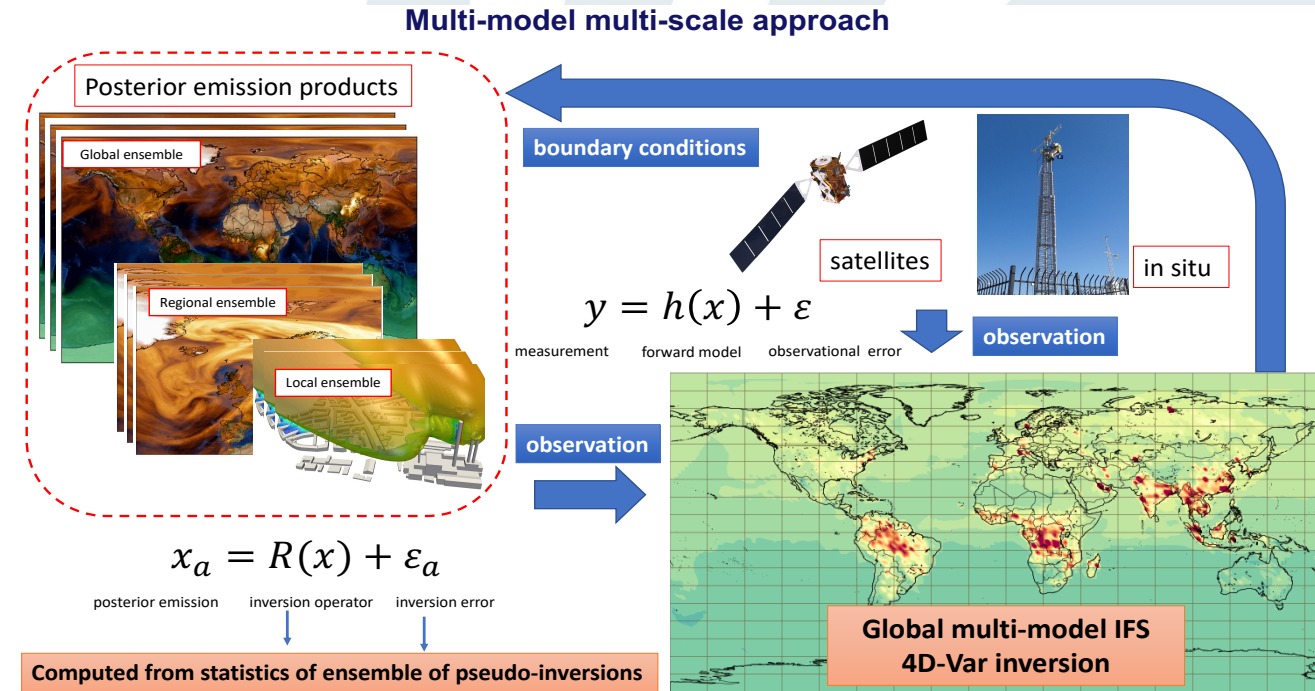 Multi-model multi-scale approach
Posterior emission products
Global ensemble
Regional ensemble
Local ensemble
boundary conditions
satellites
in situ
y = h(x) + ε
measurement forward model observational error
observation
observation
x_a = R(x) + ε_a
posterior emission inversion operator inversion error
Computed from statistics of ensemble of pseudo-inversions
Global multi-model IFS
4D-Var inversion